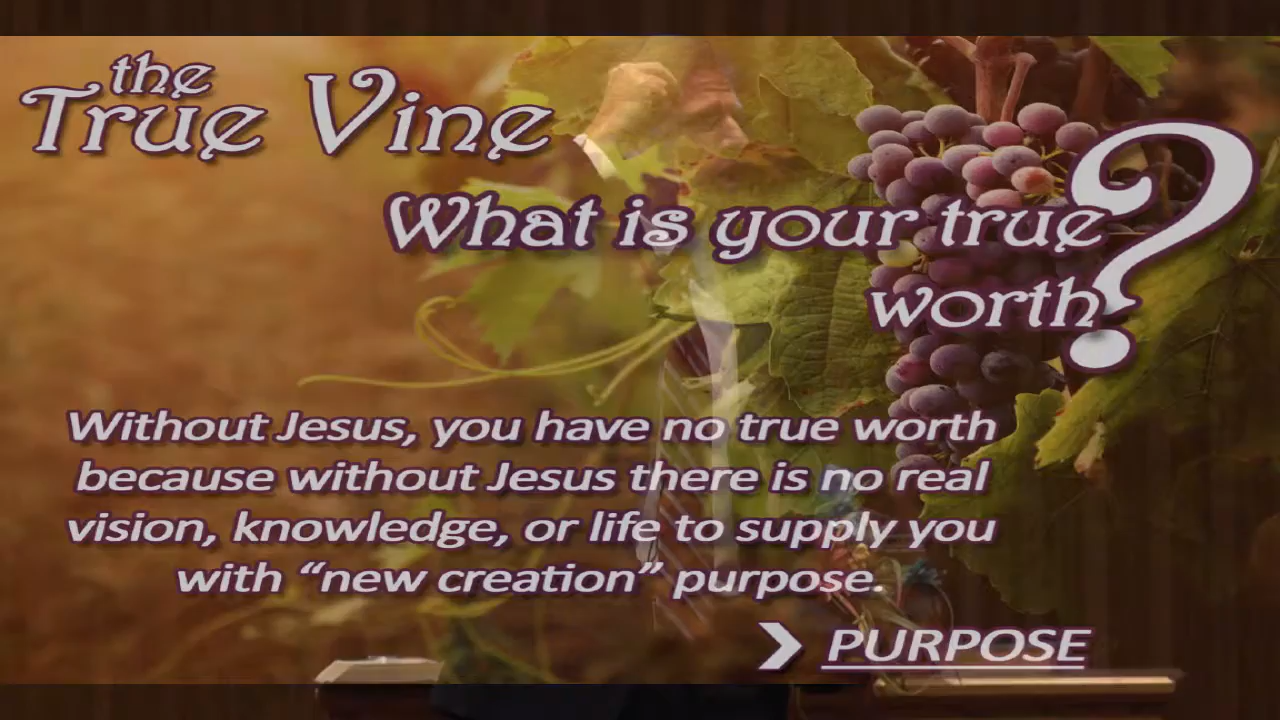 the
True Vine
What is your true
worth?
Without Jesus, you have no true worth
because without Jesus there is no real
vision, knowledge, or life to supply you
with “new creation” purpose.
PURPOSE